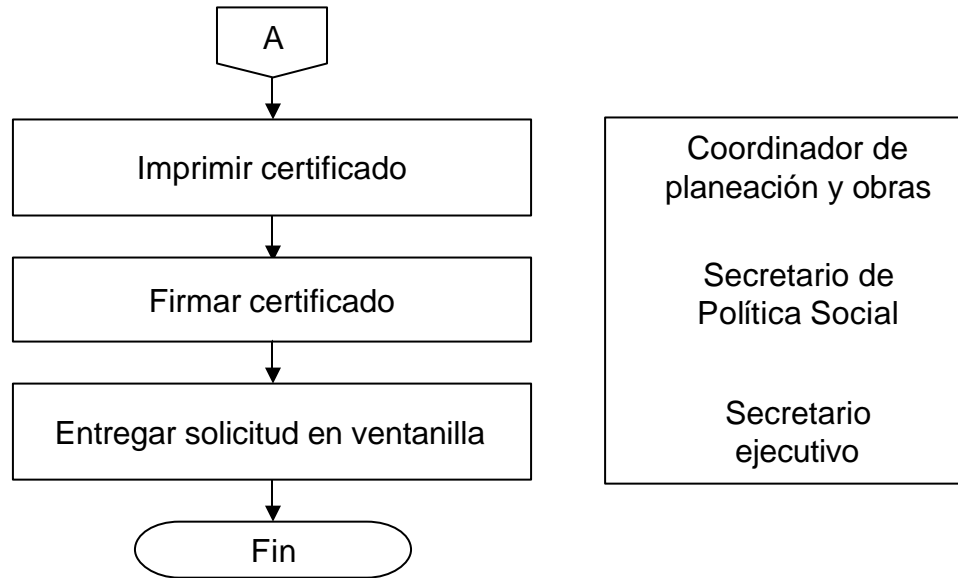 A
Imprimir certificado
Coordinador de
planeación y obras
Firmar certificado
Secretario de
Política Social
Entregar solicitud en ventanilla
Secretario
ejecutivo
Fin